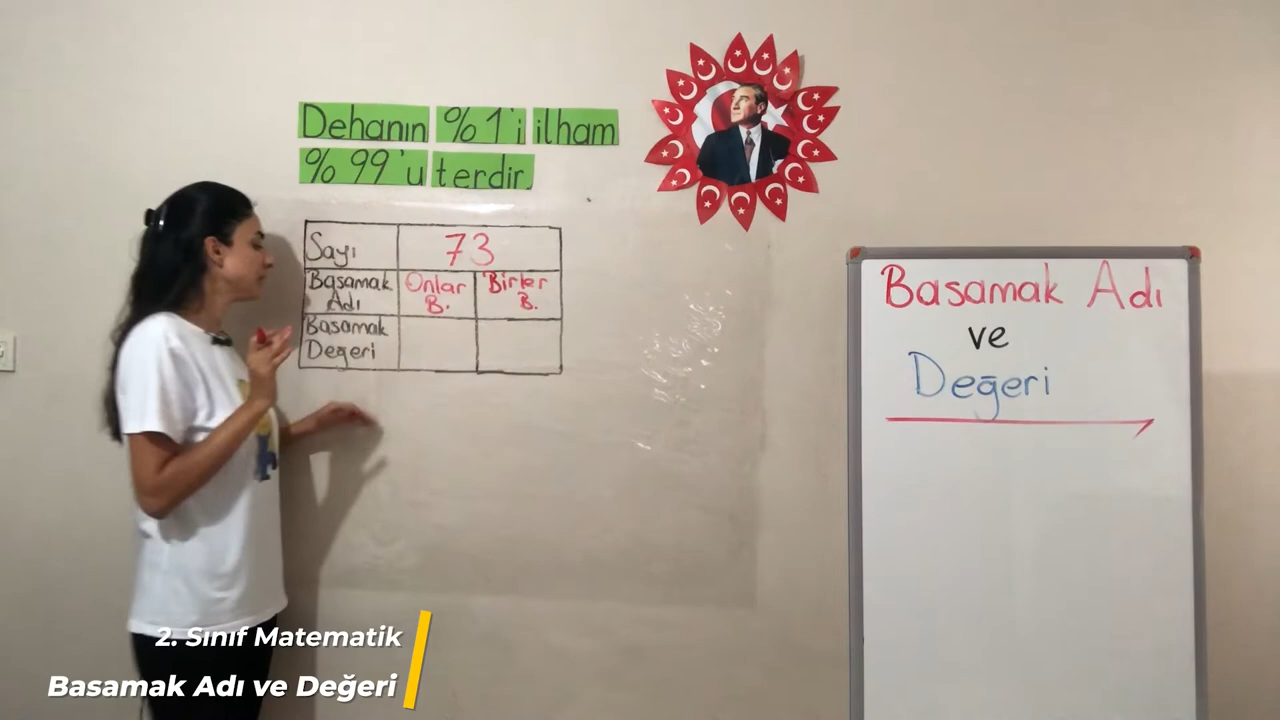 Dehanın %1'i ilham
%99'u terdir.
Sayı 73
Basamak Adı Onlar B. Birler B.
Basamak Değeri
Basamak Adı
ve
Değeri
2. Sınıf Matematik
Basamak Adı ve Değeri